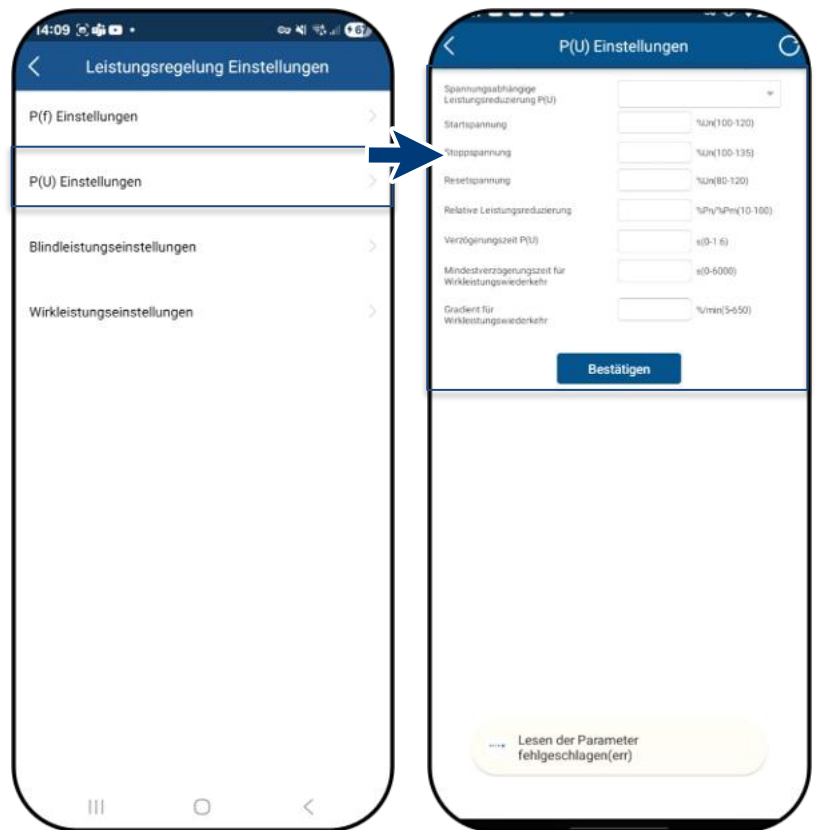 14:09
67
Leistungsregelung Einstellungen
P(f) Einstellungen
P(U) Einstellungen
Blindleistungseinstellungen
Wirkleistungseinstellungen
P(U) Einstellungen
Spannungsabhängige
Leistungsreduzierung P(U)
Startspannung %Un(100-120)
Stoppspannung %Un(100-135)
Resetspannung %Un(80-120)
Relative Leistungsreduzierung %Pn/%Pm(10-100)
Verzögerungszeit P(U) s(0-1.6)
Mindestverzögerungszeit für s(0-6000)
Wirkleistungswiederkehr
Gradient für %/min(5-650)
Wirkleistungswiederkehr
Bestätigen
Lesen der Parameter
fehlgeschlagen(err)